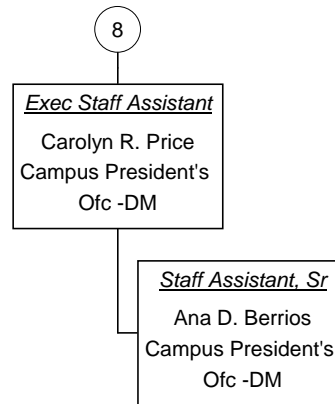 8
Exec Staff Assistant
Carolyn R. Price
Campus President's
Ofc -DM
Staff Assistant, Sr
Ana D. Berrios
Campus President's
Ofc -DM